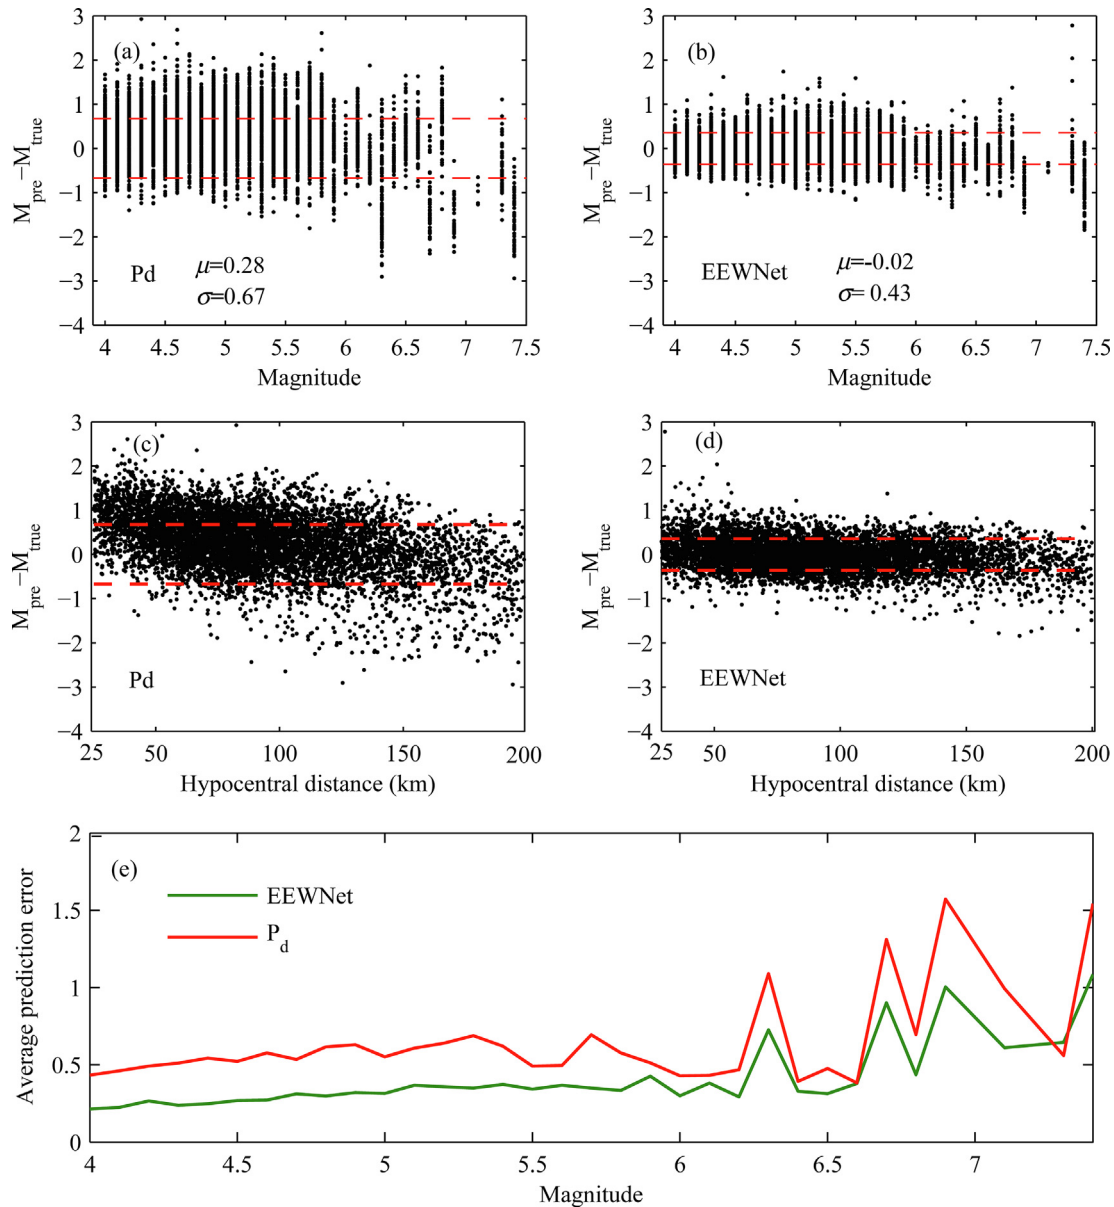 (a)
3
2
1
0
−1
−2
−3
−4
M_pre−M_true
Pd
μ=0.28
σ=0.67
4 4.5 5 5.5 6 6.5 7 7.5
Magnitude
(b)
3
2
1
0
−1
−2
−3
−4
M_pre−M_true
EEWNet
μ=-0.02
σ= 0.43
4 4.5 5 5.5 6 6.5 7 7.5
Magnitude
(c)
3
2
1
0
−1
−2
−3
−4
M_pre−M_true
Pd
25 50 100 150 200
Hypocentral distance (km)
(d)
3
2
1
0
−1
−2
−3
−4
M_pre−M_true
EEWNet
25 50 100 150 200
Hypocentral distance (km)
(e)
2
1.5
1
0.5
0
Average prediction error
EEWNet
P_d
4 4.5 5 5.5 6 6.5 7
Magnitude